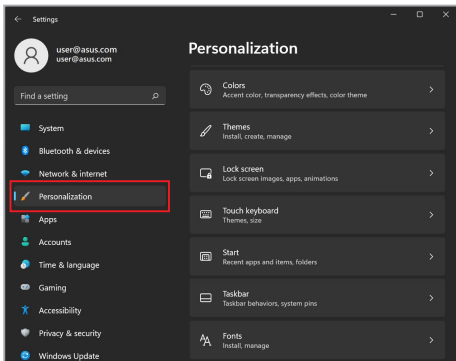 Settings
user@asus.com
user@asus.com
Find a setting
System
Bluetooth & devices
Network & internet
Personalization
Apps
Accounts
Time & language
Gaming
Accessibility
Privacy & security
Windows Update
Personalization
Colors
Accent color, transparency effects, color theme
Themes
Install, create, manage
Lock screen
Lock screen images, apps, animations
Touch keyboard
Themes, size
Start
Recent apps and items, folders
Taskbar
Taskbar behaviors, system pins
Fonts
Install, manage